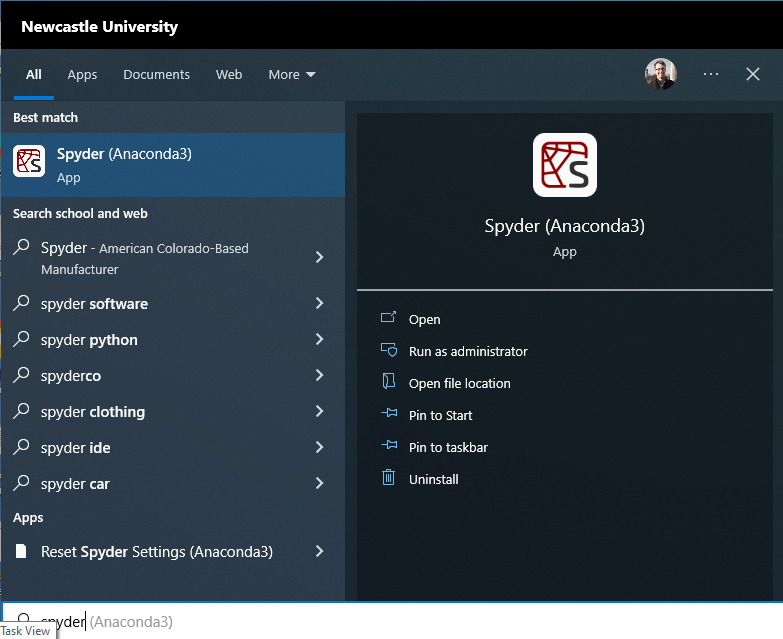 Newcastle University
All Apps Documents Web More ...
Best match
Spyder (Anaconda3)
App
Search school and web
Spyder - American Colorado-Based
Manufacturer
spyder software
spyder python
spyderco
spyder clothing
spyder ide
spyder car
Apps
Reset Spyder Settings (Anaconda3)
S
Spyder (Anaconda3)
App
Open
Run as administrator
Open file location
Pin to Start
Pin to taskbar
Uninstall
spyder (Anaconda3)
Task View